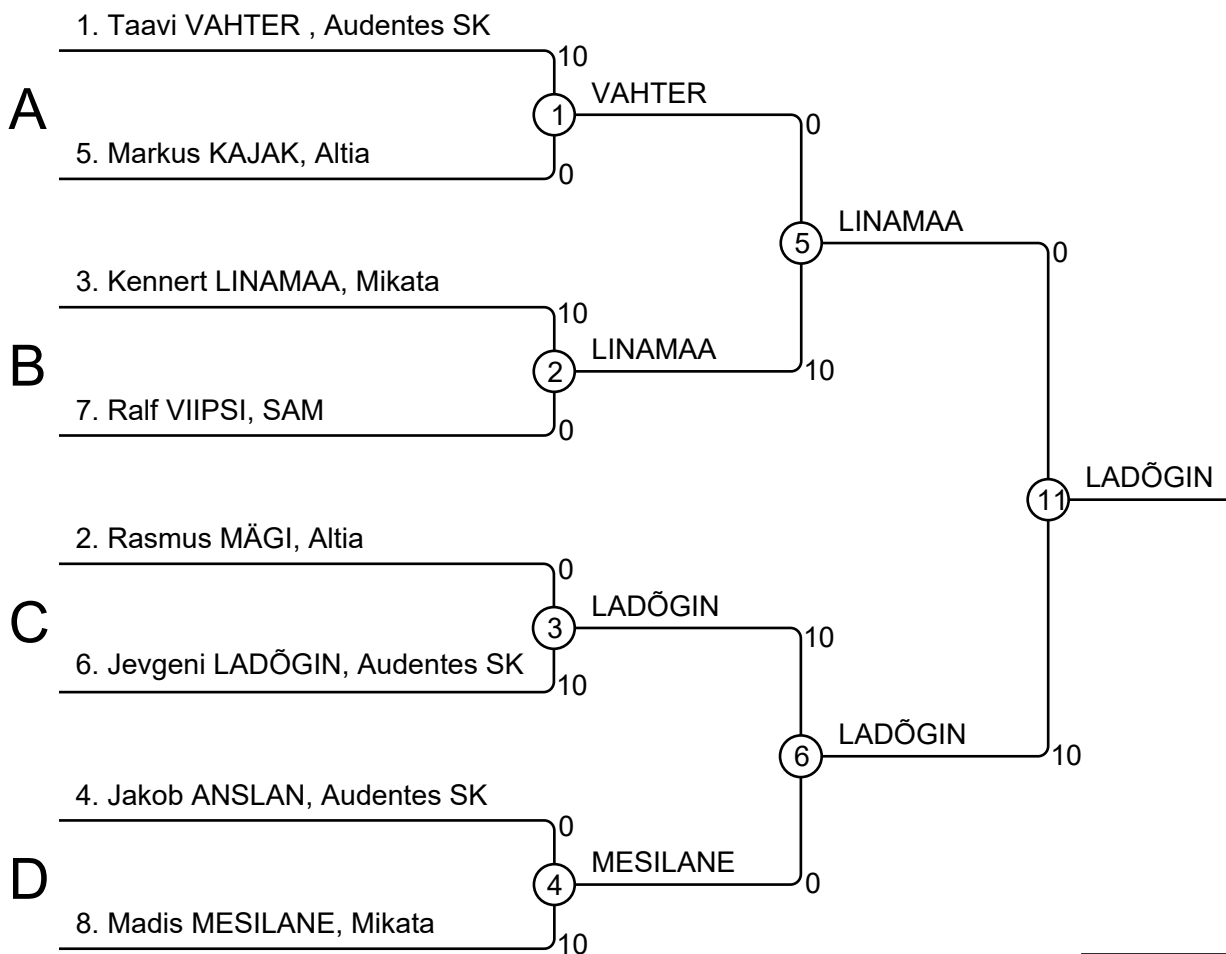 1. Taavi VAHTER , Audentes SK
10
VAHTER
A
1
0
5. Markus KAJAK, Altia
0
LINAMAA
5
0
3. Kennert LINAMAA, Mikata
10
LINAMAA
B
2
10
7. Ralf VIIPSI, SAM
0
LADÕGIN
11
2. Rasmus MÄGI, Altia
0
LADÕGIN
C
3
10
6. Jevgeni LADÕGIN, Audentes SK
10
LADÕGIN
6
10
4. Jakob ANSLAN, Audentes SK
0
MESILANE
D
4
0
8. Madis MESILANE, Mikata
10